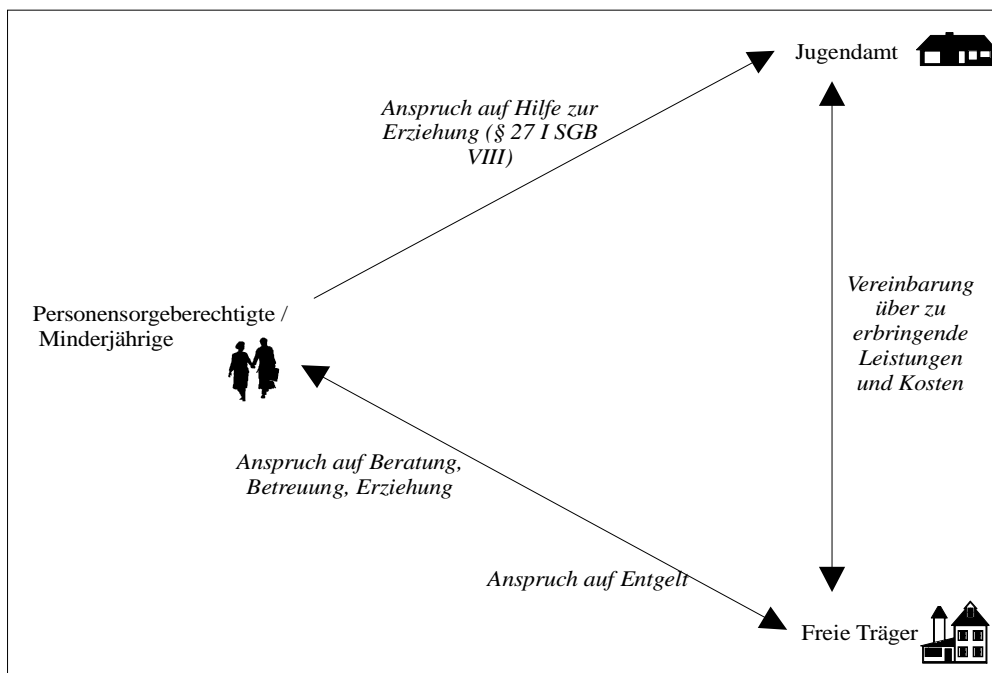 Jugendamt
Anspruch auf Hilfe zur
Erziehung (§ 27 I SGB
VIII)
Personensorgeberechtigte /
Minderjährige
Vereinbarung
über zu
erbringende
Leistungen
und Kosten
Anspruch auf Beratung,
Betreuung, Erziehung
Anspruch auf Entgelt
Freie Träger